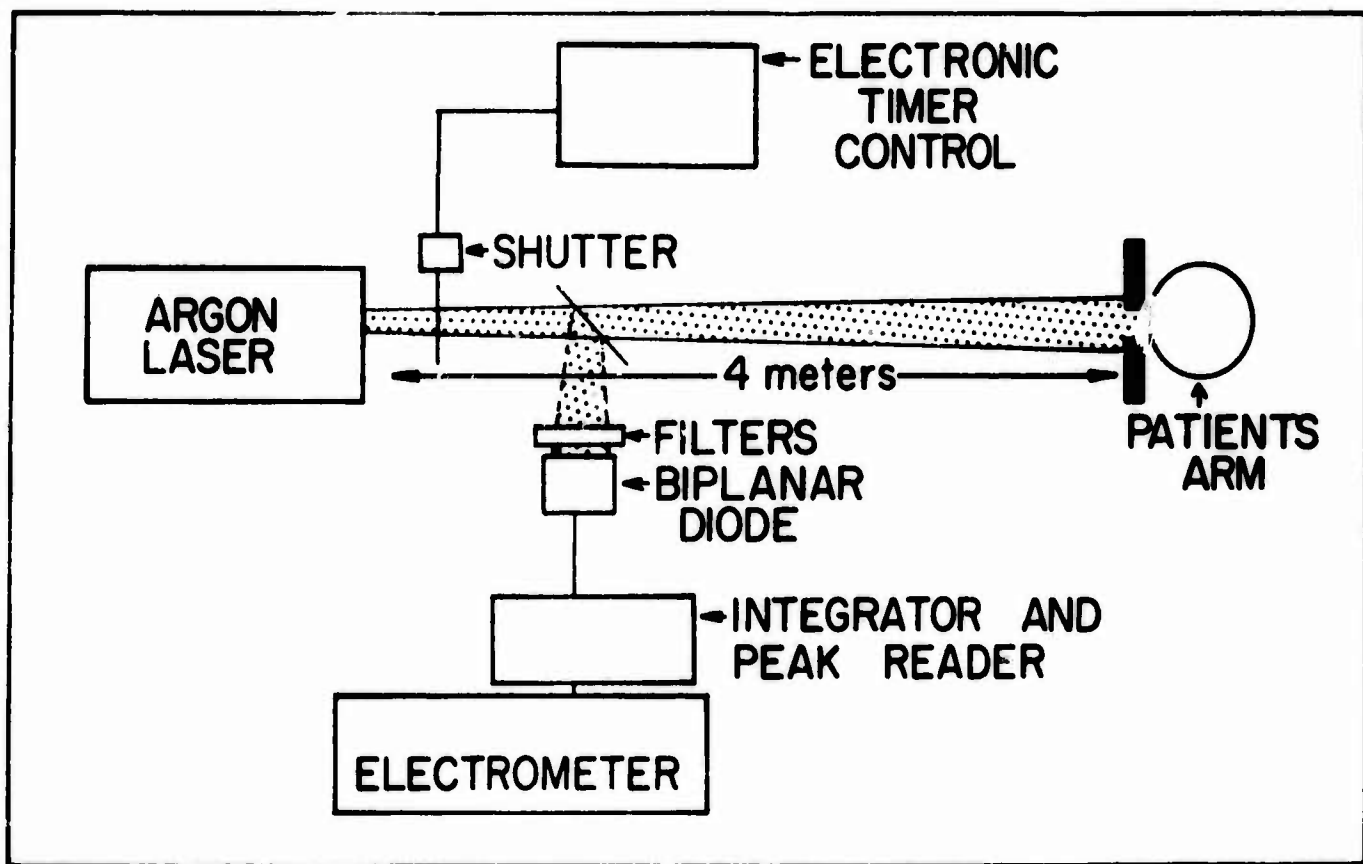 ELECTRONIC
TIMER
CONTROL
SHUTTER
ARGON
LASER
4 meters
PATIENTS
ARM
FILTERS
BIPLANAR
DIODE
INTEGRATOR AND
PEAK READER
ELECTROMETER